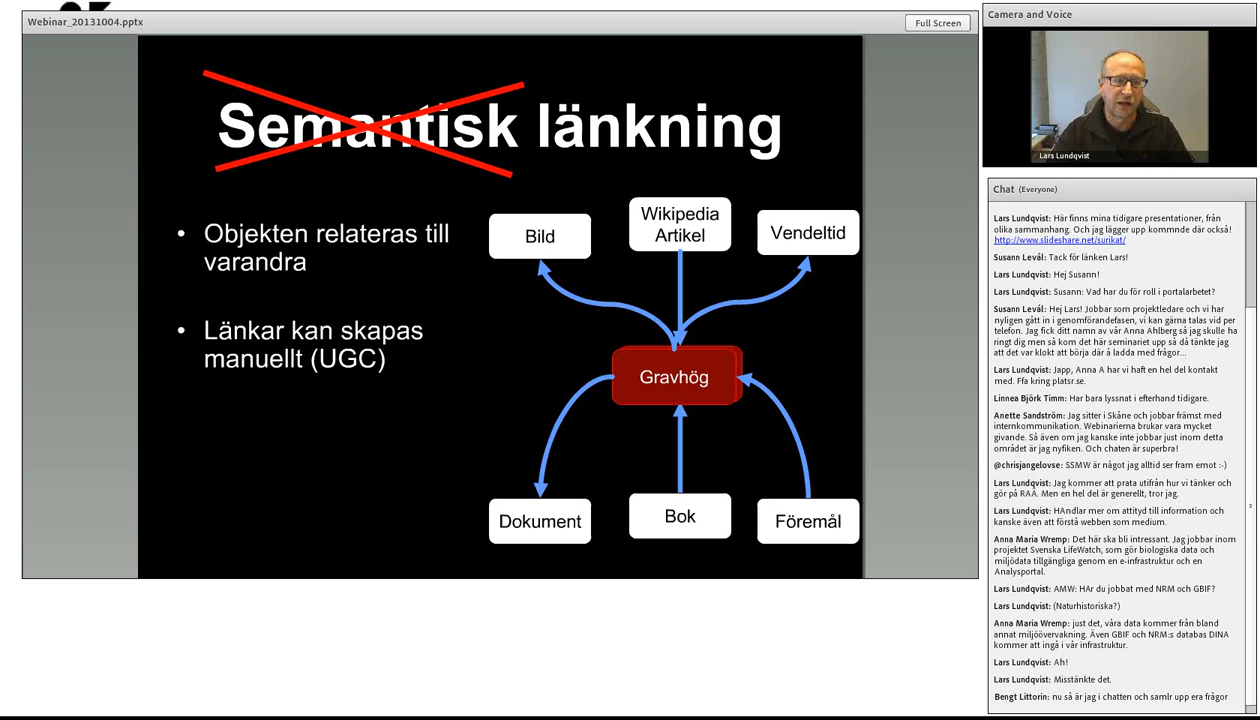 Webinar_20131004.pptx
Full Screen
Semantisk länkning
• Objekten relateras till
varandra
• Länkar kan skapas
manuellt (UGC)
Bild
Wikipedia
Artikel
Vendeltid
Gravhög
Dokument
Bok
Föremål
Camera and Voice
Lars Lundqvist
Chat (Everyone)
Lars Lundqvist: Här finns mina tidigare presentationer, från
olika sammanhang. Och jag lägger upp kommnde där också!
http://www.slideshare.net/surikat/
Susann Levál: Tack för länken Lars!
Lars Lundqvist: Hej Susann!
Lars Lundqvist: Susann: Vad har du för roll i portalarbetet?
Susann Levál: Hej Lars! Jobbar som projektledare och vi har
nyligen gått in i genomförandefasen, vi kan gärna talas vid per
telefon. Jag fick ditt namn av vår Anna Ahlberg så jag skulle ha
ringt dig men så kom det här seminariet upp så då tänkte jag
att det var klokt att börja där å ladda med frågor...
Lars Lundqvist: Japp, Anna A har vi haft en hel del kontakt
med. Ffa kring platsr.se.
Linnea Björk Timm: Har bara lyssnat i efterhand tidigare.
Anette Sandström: Jag sitter i Skåne och jobbar främst med
internkommunikation. Webinarierna brukar vara mycket
givande. Så även om jag kanske inte jobbar just inom detta
området är jag nyfiken. Och chaten är superbra!
@chrisjangelovse: SSMW är något jag alltid ser fram emot :-)
Lars Lundqvist: Jag kommer att prata utifrån hur vi tänker och
gör på RAÄ. Men en hel del är generellt, tror jag.
Lars Lundqvist: HAndlar mer om attityd till information och
kanske även att förstå webben som medium.
Anna Maria Wremp: Det här ska bli intressant. Jag jobbar inom
projektet Svenska LifeWatch, som gör biologiska data och
miljödata tillgängliga genom en e-infrastruktur och en
Analysportal.
Lars Lundqvist: AMW: HAr du jobbat med NRM och GBIF?
Lars Lundqvist: (Naturhistoriska?)
Anna Maria Wremp: just det, våra data kommer från bland
annat miljöövervakning. Även GBIF och NRM:s databas DINA
kommer att ingå i vår infrastruktur.
Lars Lundqvist: Ah!
Lars Lundqvist: Misstänkte det.
Bengt Littorin: nu så är jag i chatten och samlr upp era frågor